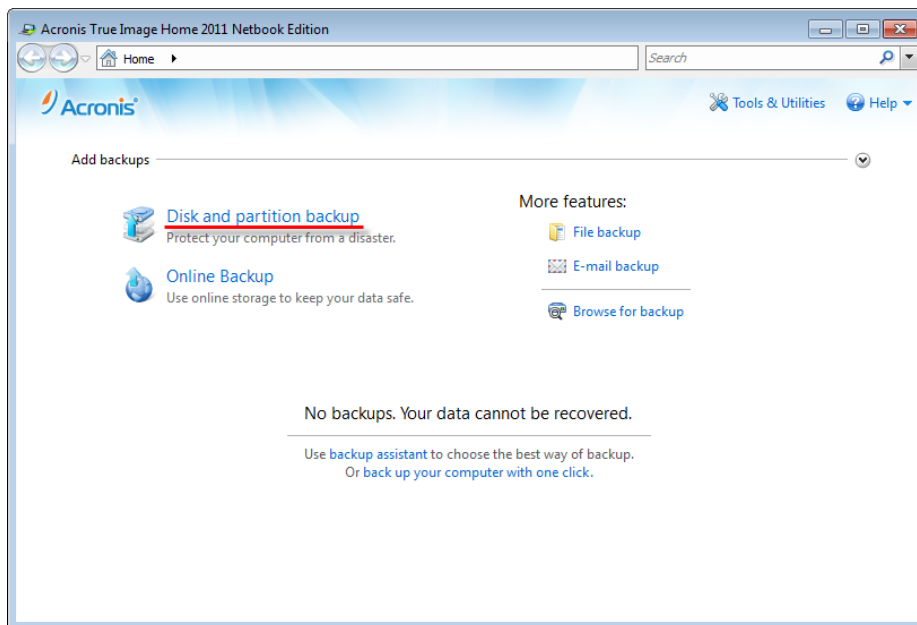 Acronis True Image Home 2011 Netbook Edition
Home
Search
Acronis
Tools & Utilities
Help
Add backups
Disk and partition backup
Protect your computer from a disaster.
Online Backup
Use online storage to keep your data safe.
More features:
File backup
E-mail backup
Browse for backup
No backups. Your data cannot be recovered.
Use backup assistant to choose the best way of backup.
Or back up your computer with one click.